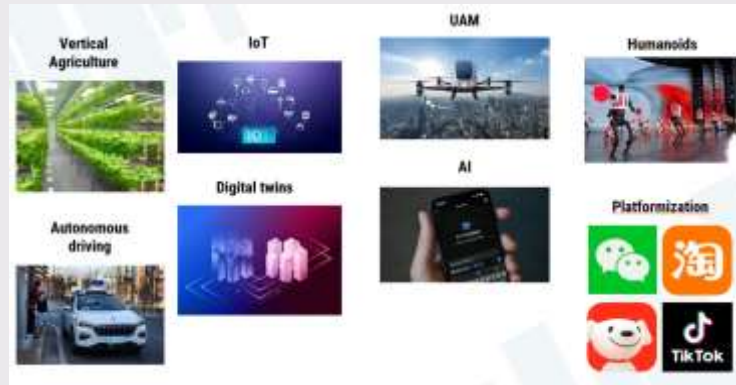 Vertical
Agriculture
IoT
UAM
Humanoids
Digital twins
AI
Autonomous
driving
Platformization
淘
TikTok